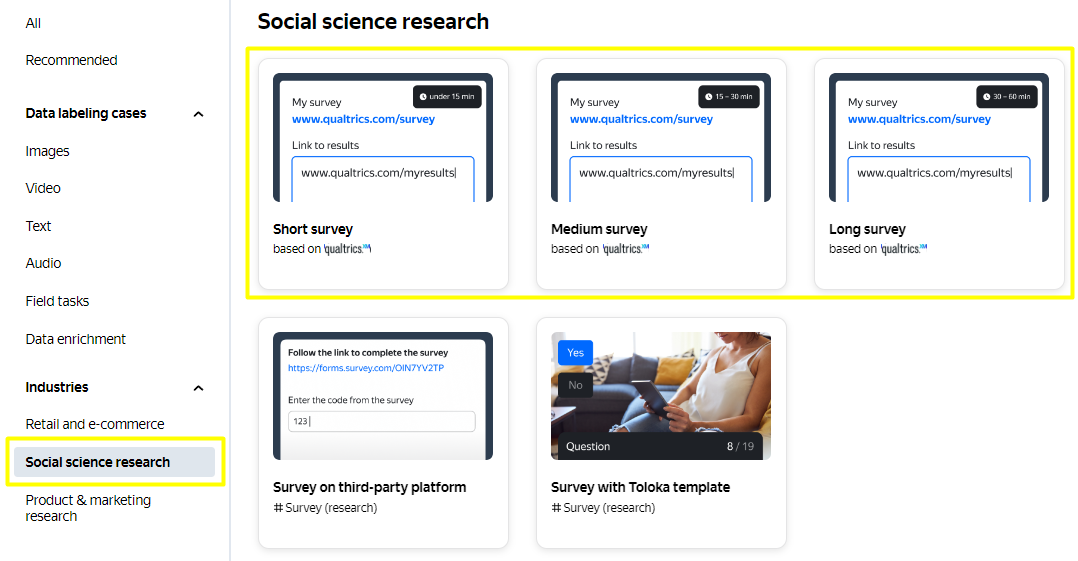 All
Recommended
Data labeling cases
Images
Video
Text
Audio
Field tasks
Data enrichment
Industries
Retail and e-commerce
Social science research
Product & marketing
research
Social science research
under 15 min
My survey
www.qualtrics.com/survey
Link to results
www.qualtrics.com/myresults
Short survey
based on qualtrics.XM
15 – 30 min
My survey
www.qualtrics.com/survey
Link to results
www.qualtrics.com/myresults
Medium survey
based on qualtrics.XM
30 – 60 min
My survey
www.qualtrics.com/survey
Link to results
www.qualtrics.com/myresults
Long survey
based on qualtrics.XM
Follow the link to complete the survey
https://forms.survey.com/OIN7YV2TP
Enter the code from the survey
123
Survey on third-party platform
# Survey (research)
Yes
No
Question 8 / 19
Survey with Toloka template
# Survey (research)